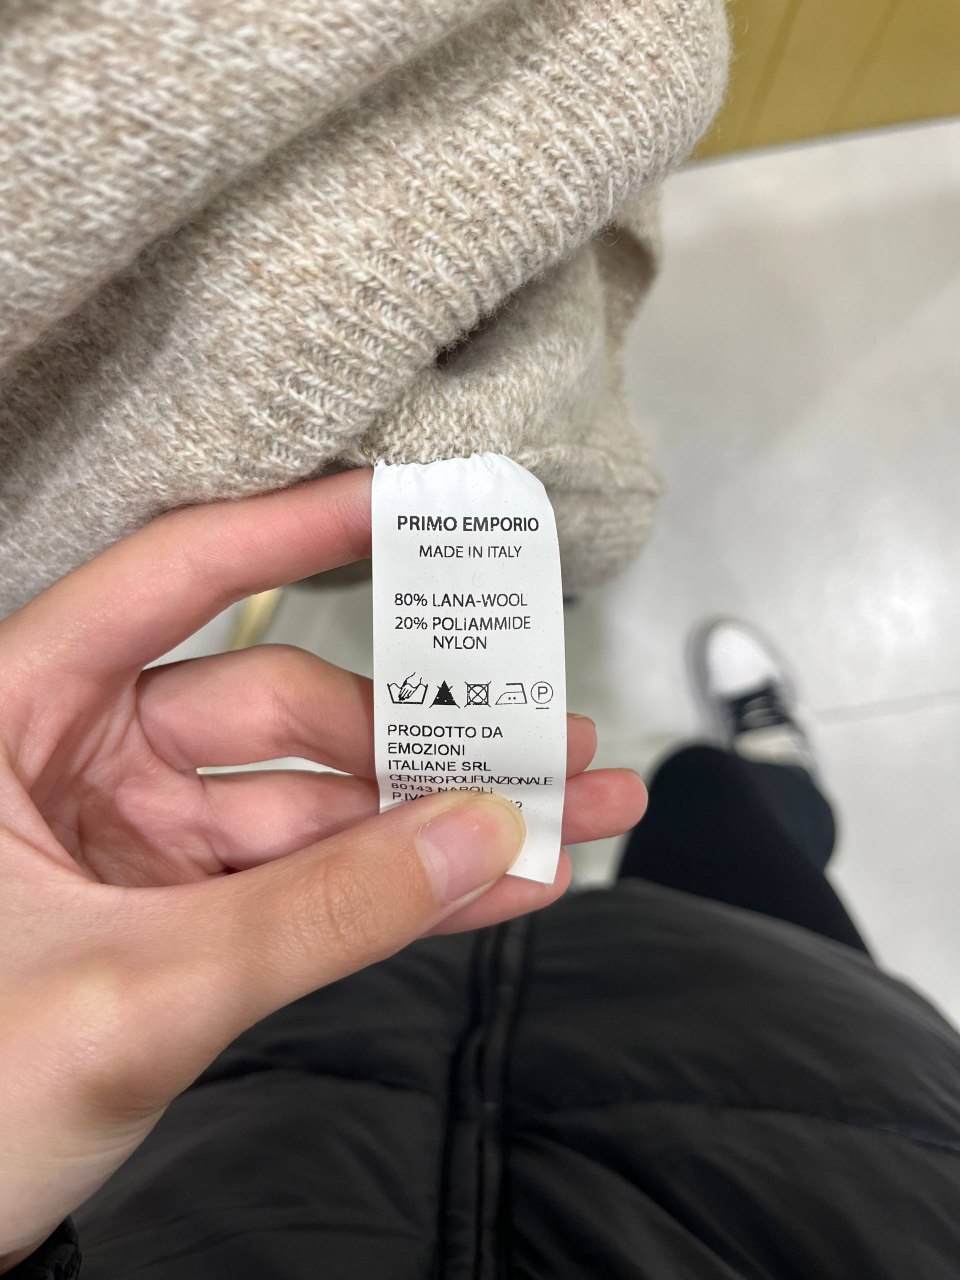 PRIMO EMPORIO
MADE IN ITALY
80% LANA-WOOL
20% POLiAMMIDE
NYLON
P
PRODOTTO DA
EMOZIONI
ITALIANE SRL
CENTRO POLIFUNZIONALE
80143 NAPOLI
P.IVA